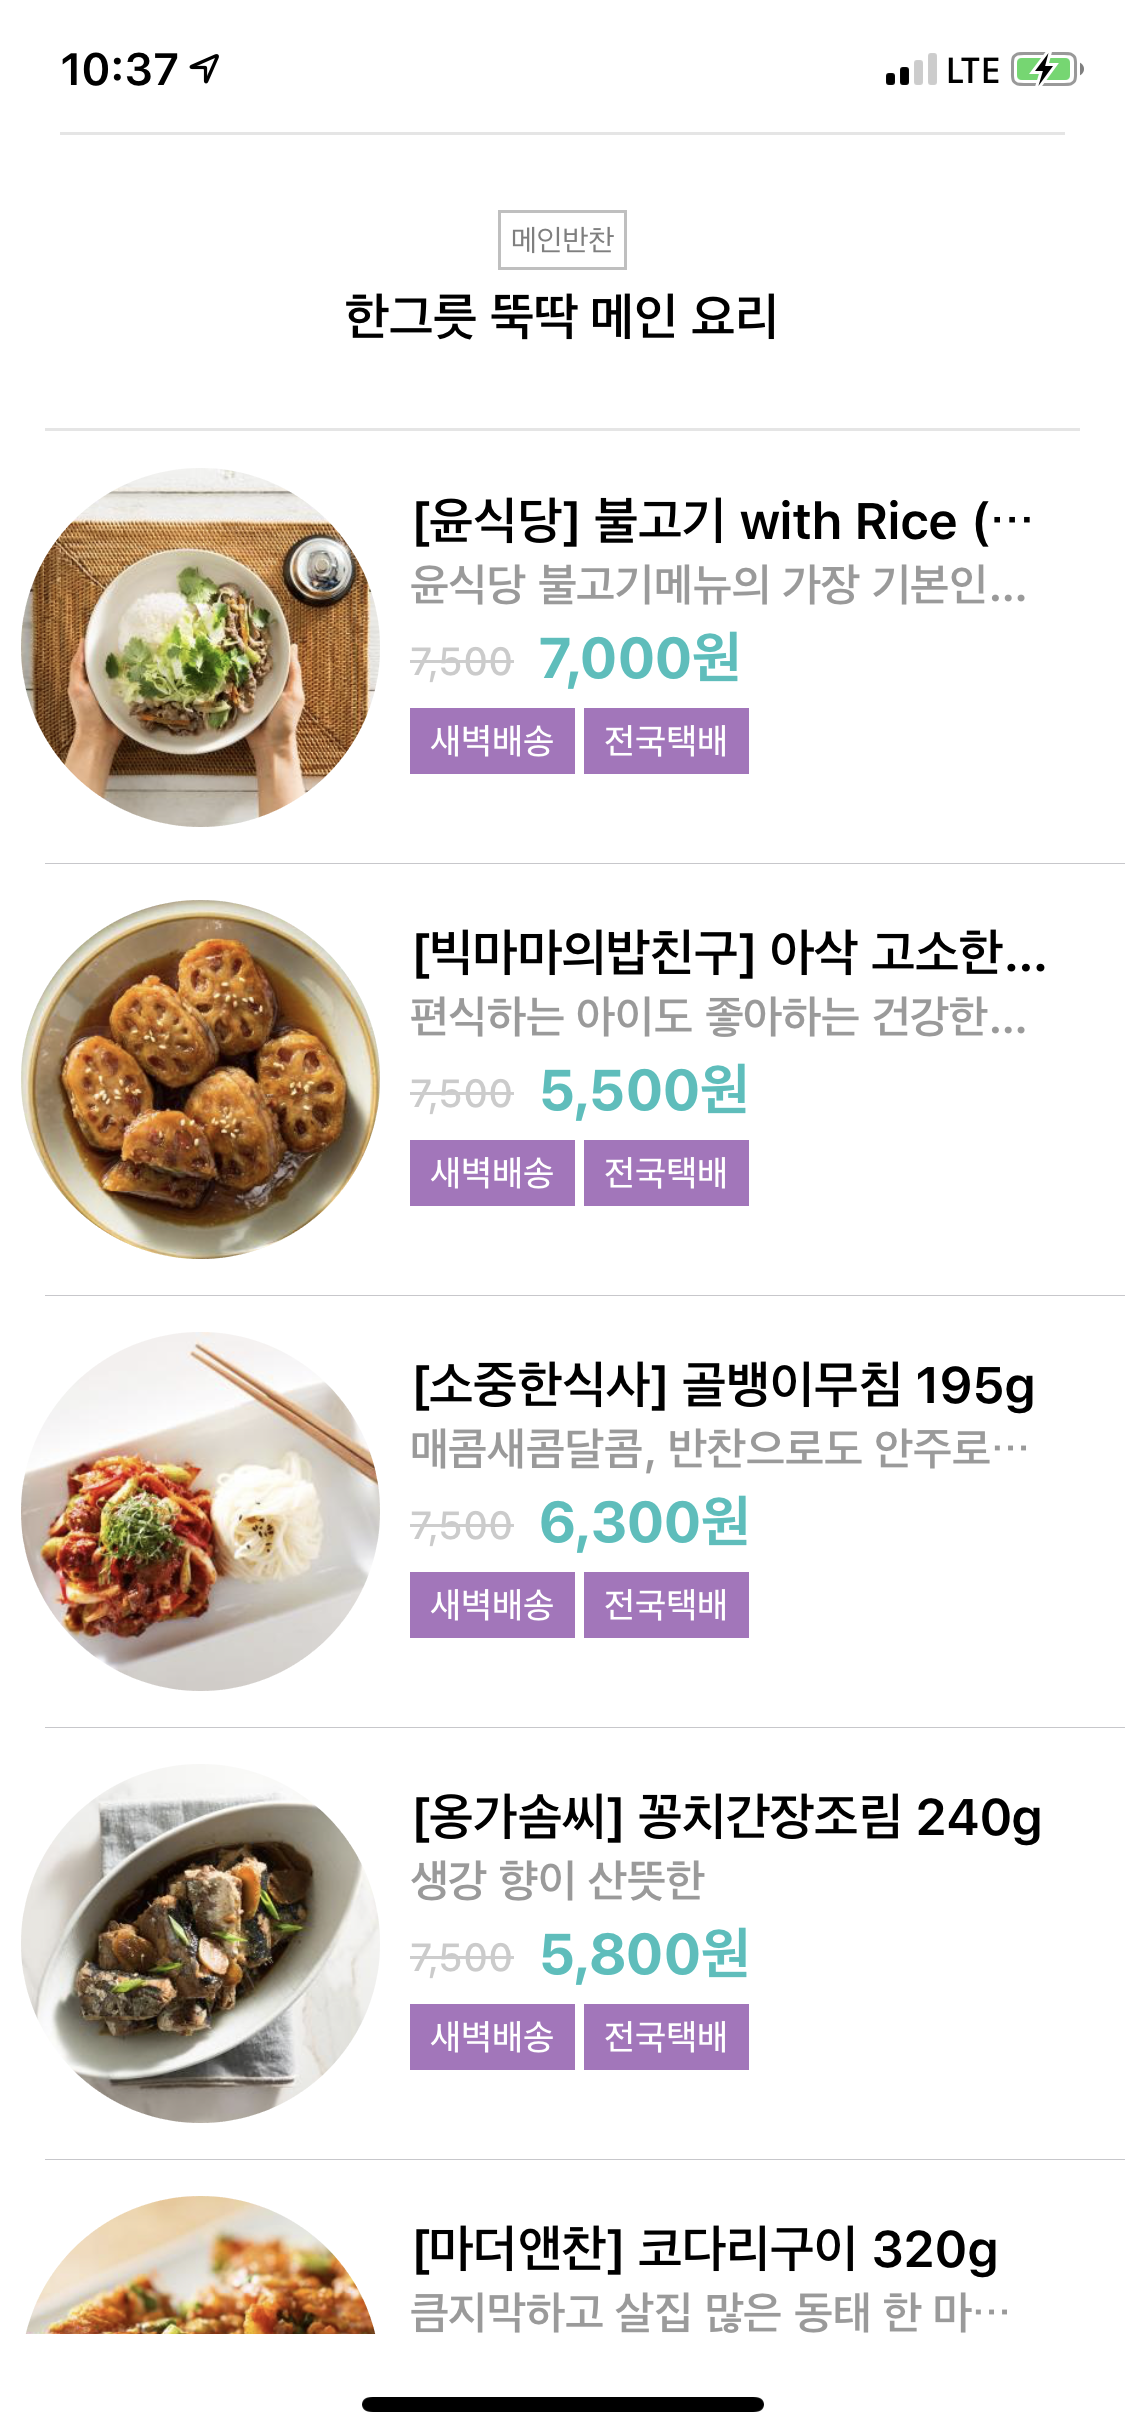 10:37
LTE
메인반찬
한그릇 뚝딱 메인 요리
[윤식당] 불고기 with Rice (…
윤식당 불고기메뉴의 가장 기본인...
7,500 7,000원
새벽배송 전국택배
[빅마마의밥친구] 아삭 고소한...
편식하는 아이도 좋아하는 건강한...
7,500 5,500원
새벽배송 전국택배
[소중한식사] 골뱅이무침 195g
매콤새콤달콤, 반찬으로도 안주로…
7,500 6,300원
새벽배송 전국택배
[옹가솜씨] 꽁치간장조림 240g
생강 향이 산뜻한
7,500 5,800원
새벽배송 전국택배
[마더앤찬] 코다리구이 320g
큼지막하고 살집 많은 동태 한 마…